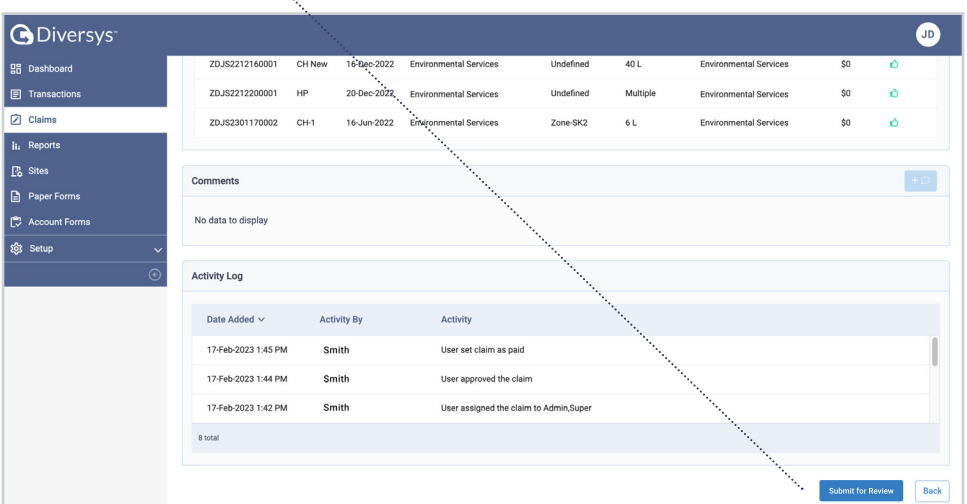 Diversys™
JD
Dashboard
Transactions
Claims
Reports
Sites
Paper Forms
Account Forms
Setup
ZDJS2212160001 CH New 16-Dec-2022 Environmental Services Undefined 40 L Environmental Services $0
ZDJS2212200001 HP 20-Dec-2022 Environmental Services Undefined Multiple Environmental Services $0
ZDJS2301170002 CH-1 16-Jun-2022 Environmental Services Zone-SK2 6 L Environmental Services $0
Comments
No data to display
Activity Log
Date Added Activity By Activity
17-Feb-2023 1:45 PM Smith User set claim as paid
17-Feb-2023 1:44 PM Smith User approved the claim
17-Feb-2023 1:42 PM Smith User assigned the claim to Admin,Super
8 total
Submit for Review Back